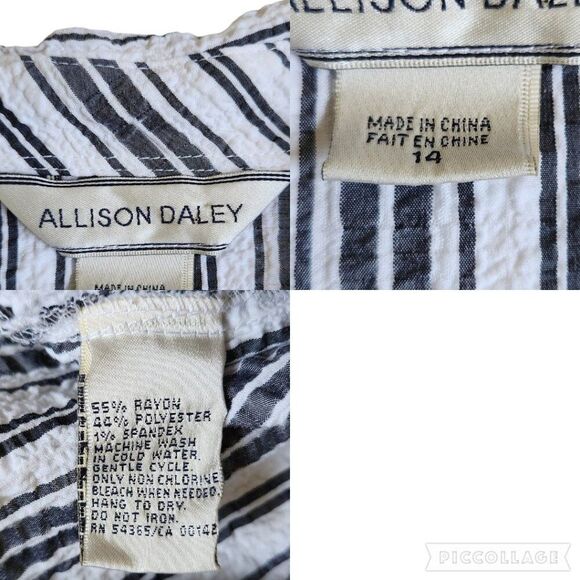 ALLISON DALEY
MADE IN CHINA
ALLISON DALEY
MADE IN CHINA
FAIT EN CHINE
14
55% RAYON
44% POLYESTER
1% SPANDEX
MACHINE WASH
IN COLD WATER.
GENTLE CYCLE.
ONLY NON CHLORINE
BLEACH WHEN NEEDED.
HANG TO DRY.
DO NOT IRON.
RN 54365/CA 00142
PICCOLLAGE